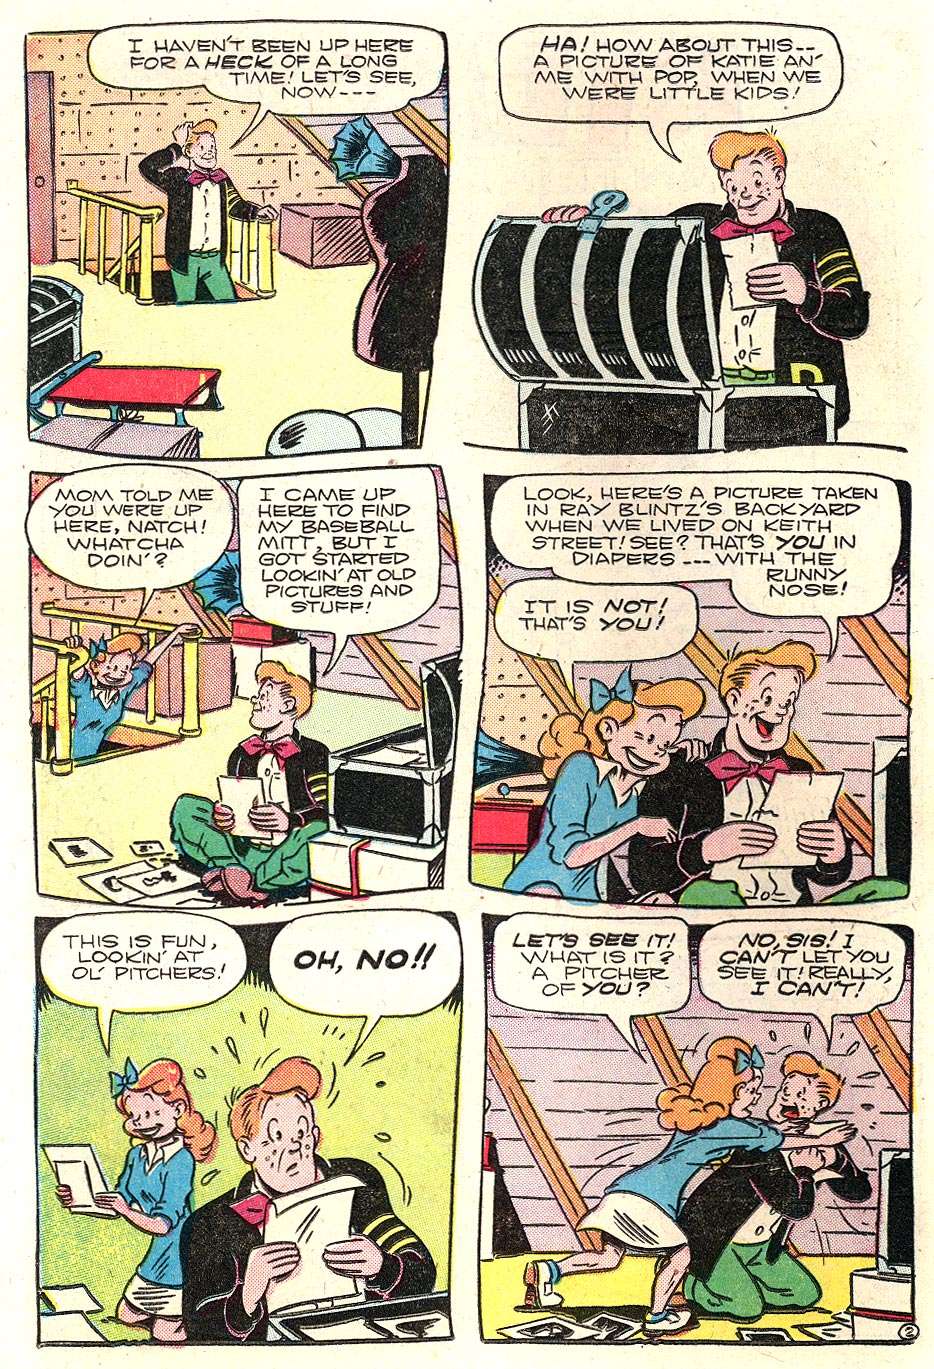 I HAVEN'T BEEN UP HERE
FOR A HECK OF A LONG
TIME! LET'S SEE,
NOW---
HA! HOW ABOUT THIS--
A PICTURE OF KATIE AN'
ME WITH POP, WHEN WE
WERE LITTLE KIDS!
MOM TOLD ME
YOU WERE UP
HERE, NATCH!
WHATCHA
DOIN'?
I CAME UP
HERE TO FIND
MY BASEBALL
MITT, BUT I
GOT STARTED
LOOKIN' AT OLD
PICTURES AND
STUFF!
LOOK, HERE'S A PICTURE TAKEN
IN RAY BLINTZ'S BACKYARD
WHEN WE LIVED ON KEITH
STREET! SEE? THAT'S YOU IN
DIAPERS ---WITH THE
RUNNY
NOSE!
IT IS NOT!
THAT'S YOU!
THIS IS FUN,
LOOKIN' AT
OL' PITCHERS!
OH, NO!!
LET'S SEE IT!
WHAT IS IT?
A PITCHER
OF YOU?
NO, SIS! I
CAN'T LET YOU
SEE IT! REALLY,
I CAN'T!
2